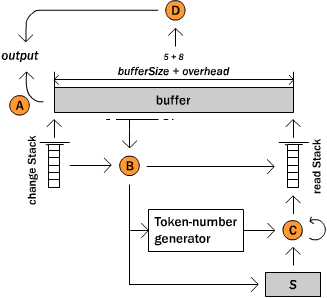 D
output
5 + 8
bufferSize + overhead
A
buffer
change Stack
read Stack
B
Token-number
generator
C
S